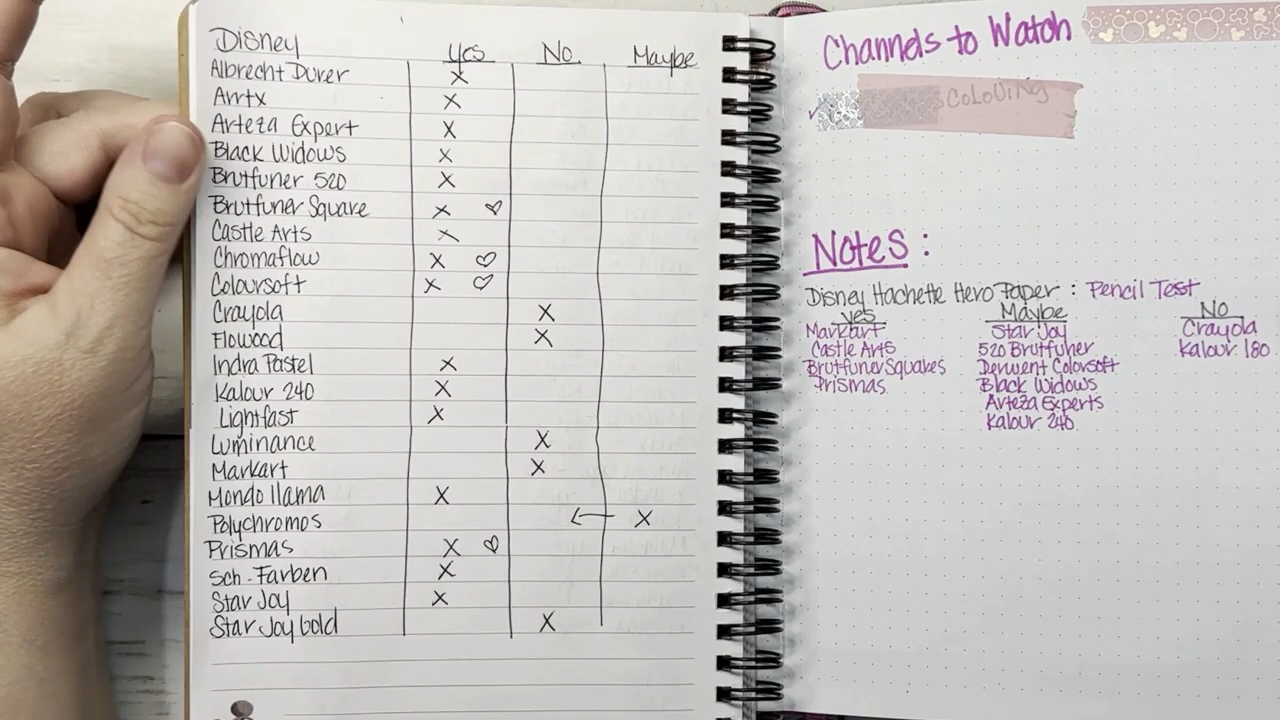 Disney Yes No Maybe
Albrecht Durer X
Arrtx X
Arteza Expert X
Black Widows X
Brutfuner 520 X
Brutfuner Square X ♡
Castle Arts X
Chromaflow X ♡
Coloursoft X ♡
Crayola X
Flowood X
Indra Pastel X
Kalour 240 X
Lightfast X
Luminance X
Markart X
Mondo llama X
Polychromos ← X
Prismas X ♡
Sch-Farben X
Star Joy X
Star Joy bold X
Channels to Watch
Notes:
Disney Hachette Hero Paper : Pencil Test
Yes Maybe No
Markart Star Joy Crayola
Castle Arts 520 Brutfuner Kalour 180
Brutfuner Squares Derwent Colorsoft
Prismas Black Widows
Arteza Experts
Kalour 240